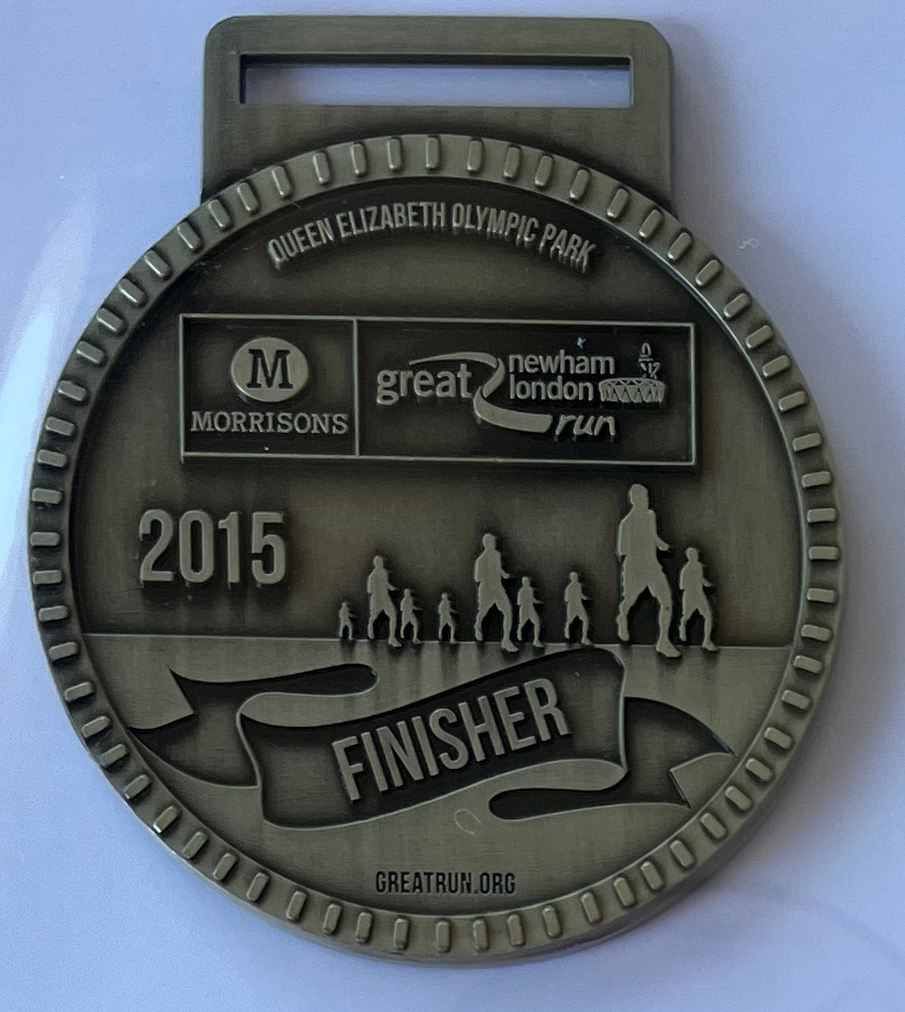 QUEEN ELIZABETH OLYMPIC PARK
M
MORRISONS
great
newham
london
run
2015
FINISHER
GREATRUN.ORG